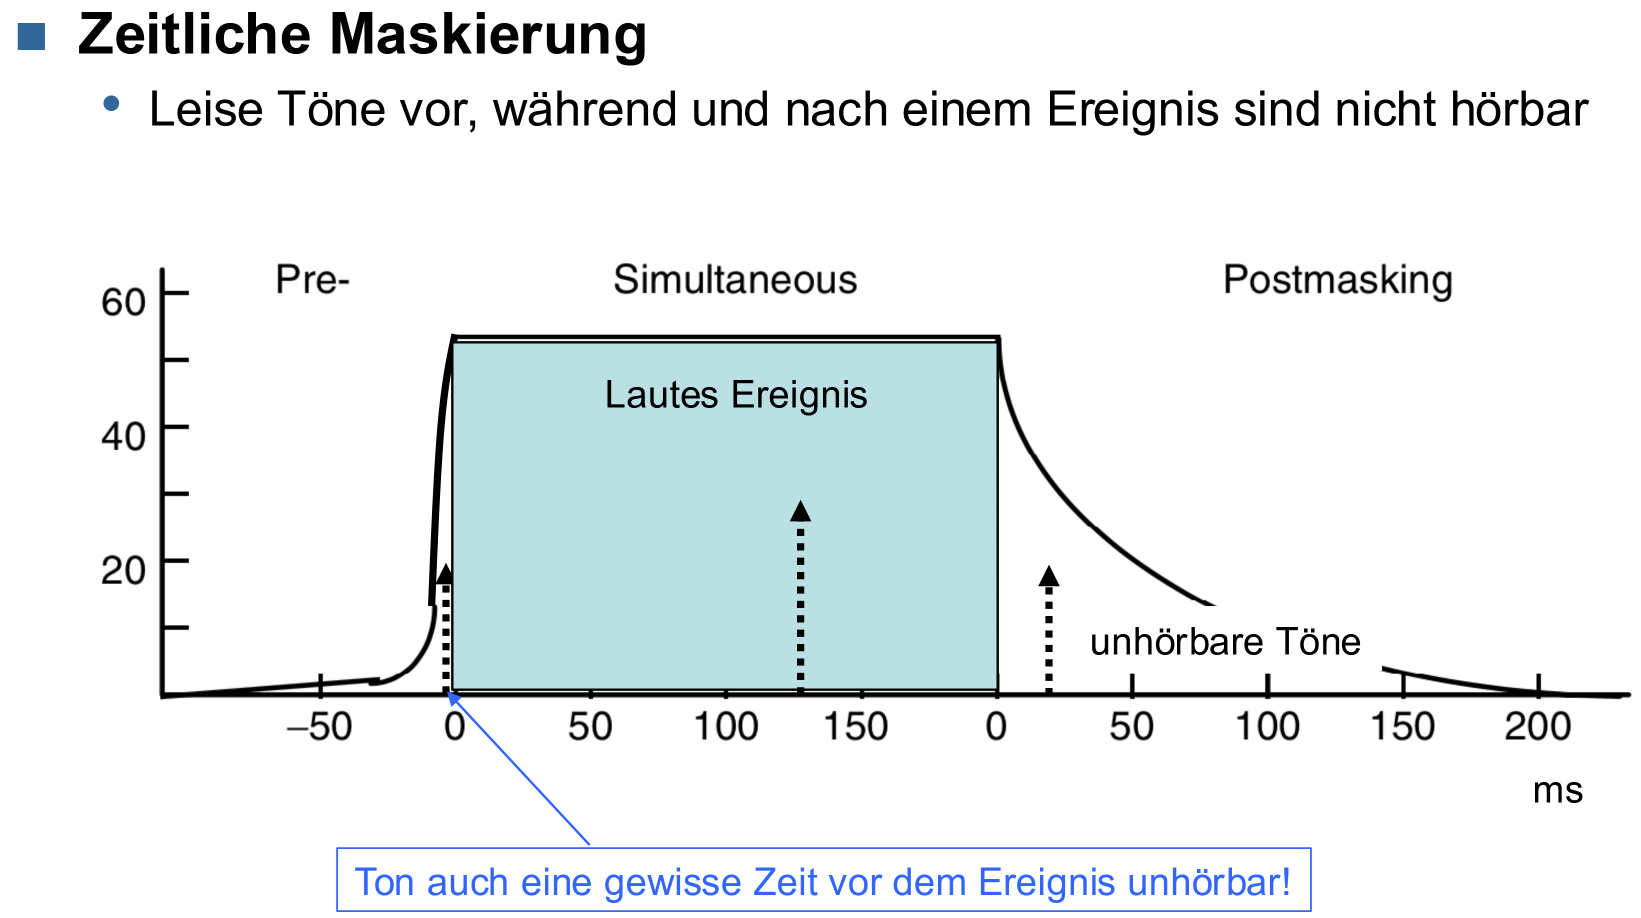 Zeitliche Maskierung
Leise Töne vor, während und nach einem Ereignis sind nicht hörbar
Pre-
Simultaneous
Postmasking
60
Lautes Ereignis
40
20
unhörbare Töne
–50 0 50 100 150 0 50 100 150 200
ms
Ton auch eine gewisse Zeit vor dem Ereignis unhörbar!